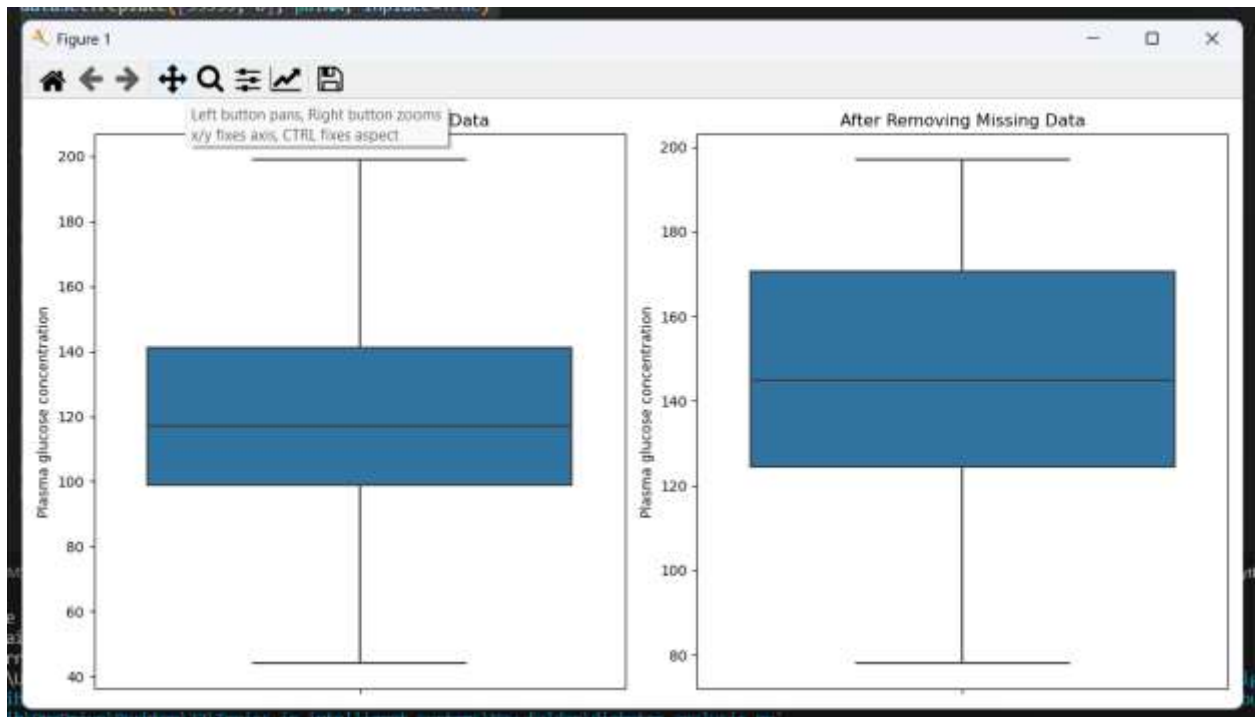 Figure 1
Left button pans, Right button zooms
x/y fixes axis, CTRL fixes aspect
Data
After Removing Missing Data
Plasma glucose concentration
200
180
160
140
120
100
80
60
40
Plasma glucose concentration
200
180
160
140
120
100
80